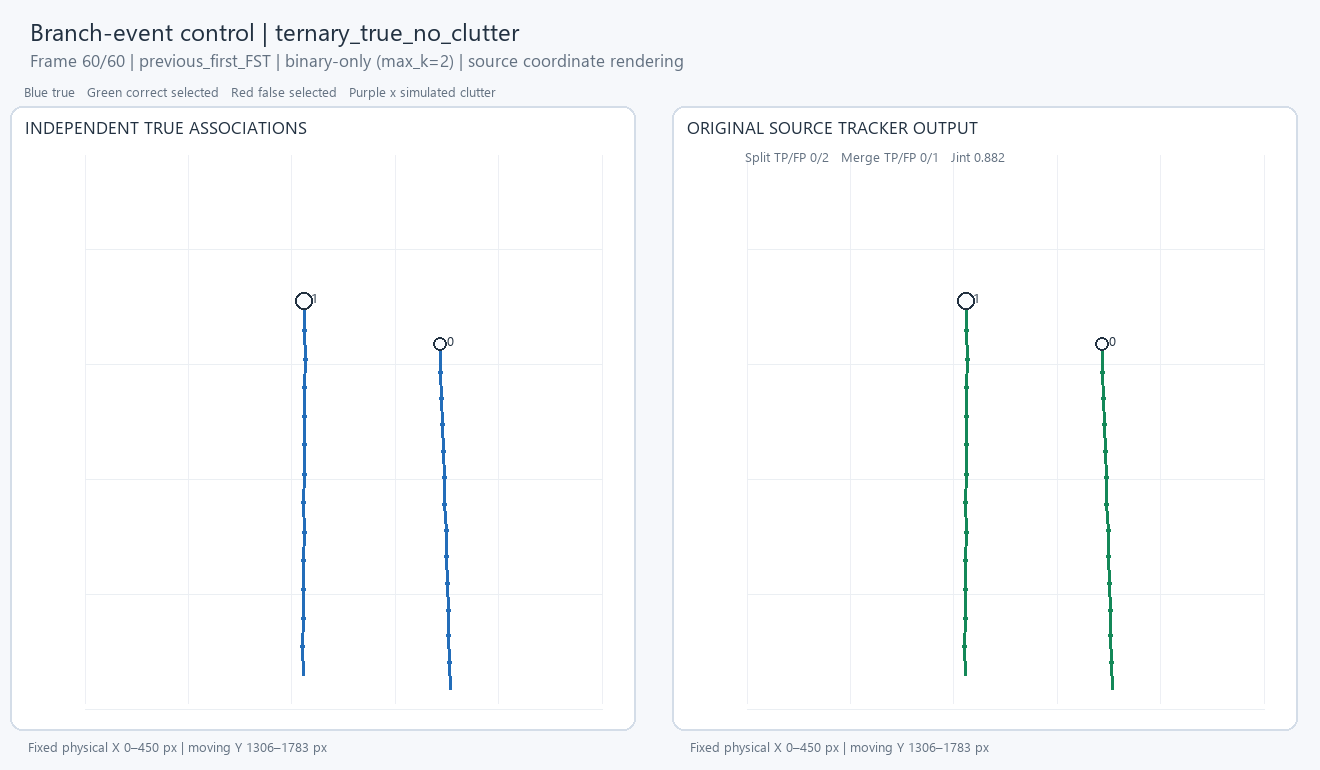 Branch-event control | ternary_true_no_clutter
Frame 60/60 | previous_first_FST | binary-only (max_k=2) | source coordinate rendering
Blue true   Green correct selected   Red false selected   Purple x simulated clutter
INDEPENDENT TRUE ASSOCIATIONS
1
0
Fixed physical X 0–450 px | moving Y 1306–1783 px
ORIGINAL SOURCE TRACKER OUTPUT
Split TP/FP 0/2   Merge TP/FP 0/1   Jint 0.882
1
0
Fixed physical X 0–450 px | moving Y 1306–1783 px